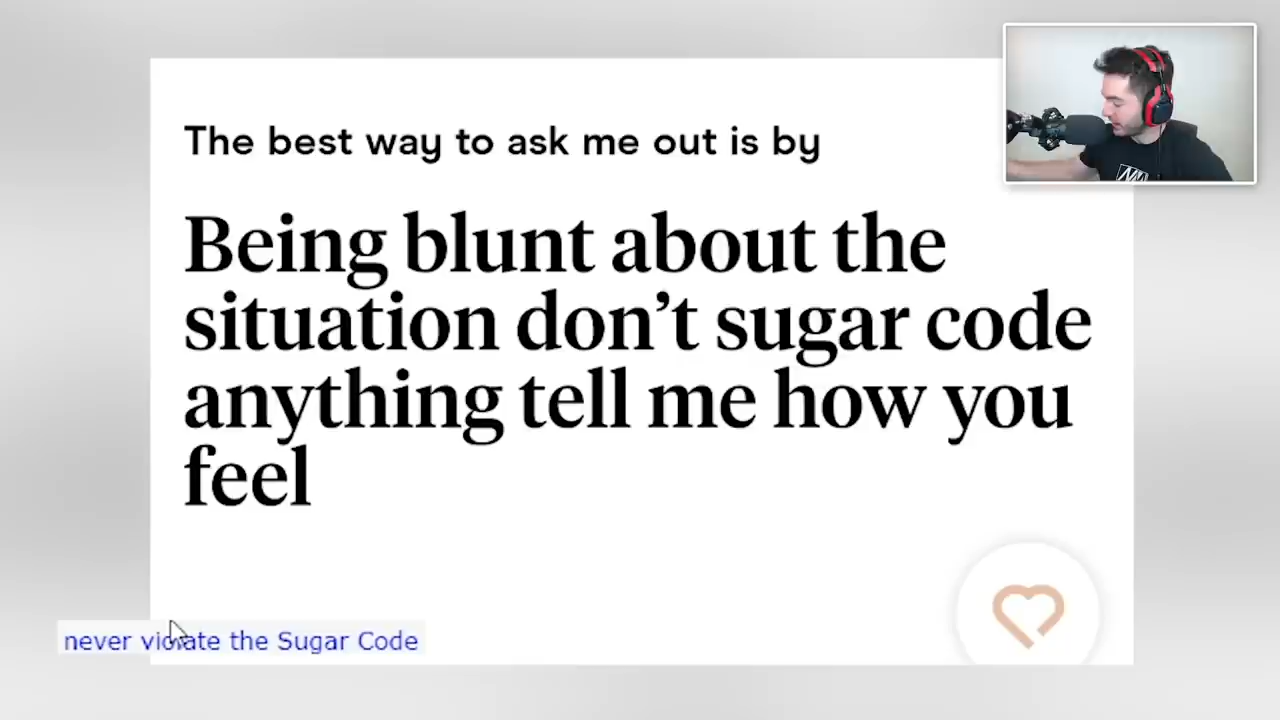 The best way to ask me out is by
Being blunt about the
situation don’t sugar code
anything tell me how you
feel
never violate the Sugar Code